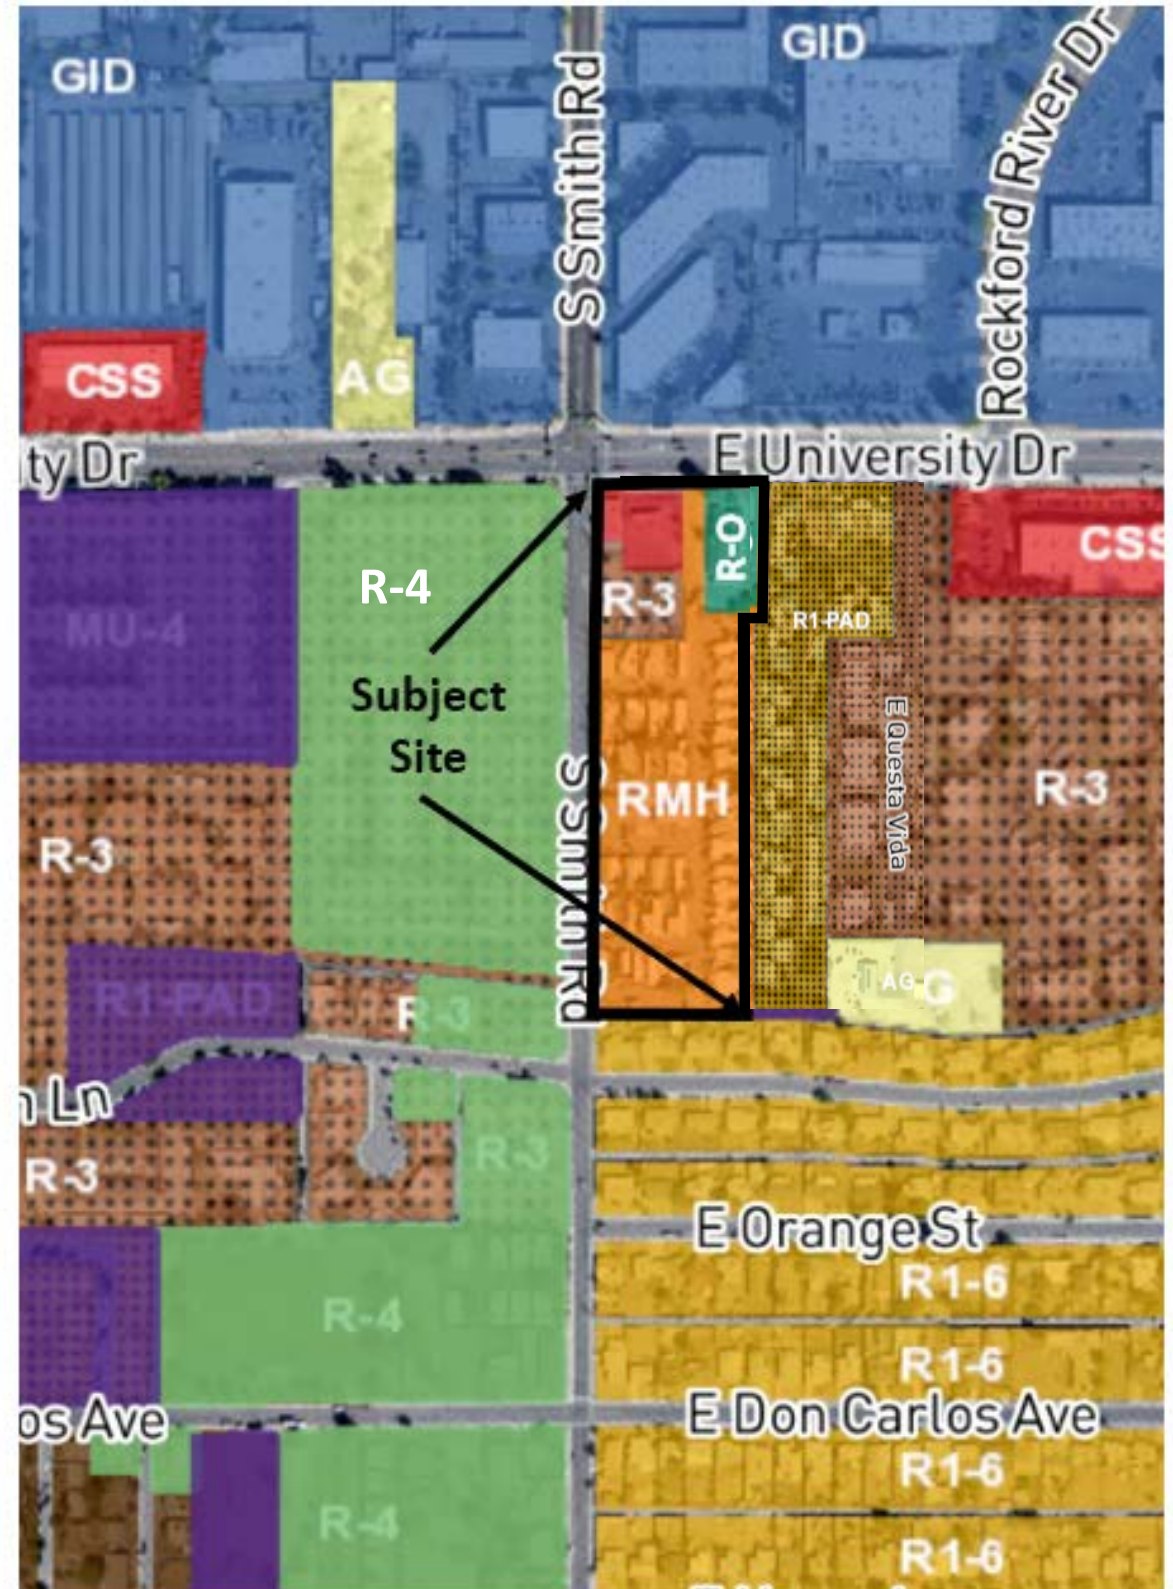 GID
GID
S Smith Rd
Rockford River Dr
CSS
AG
ity Dr
E University Dr
R-4
R-O
CSS
R-3
R1-PAD
MU-4
Subject
Site
E Questa Vida
RMH
R-3
R-3
S Smith Rd
AG
G
R1-PAD
R-3
n Ln
R-3
R-3
E Orange St
R1-6
R-4
R1-6
os Ave
E Don Carlos Ave
R1-6
R-4
R1-6